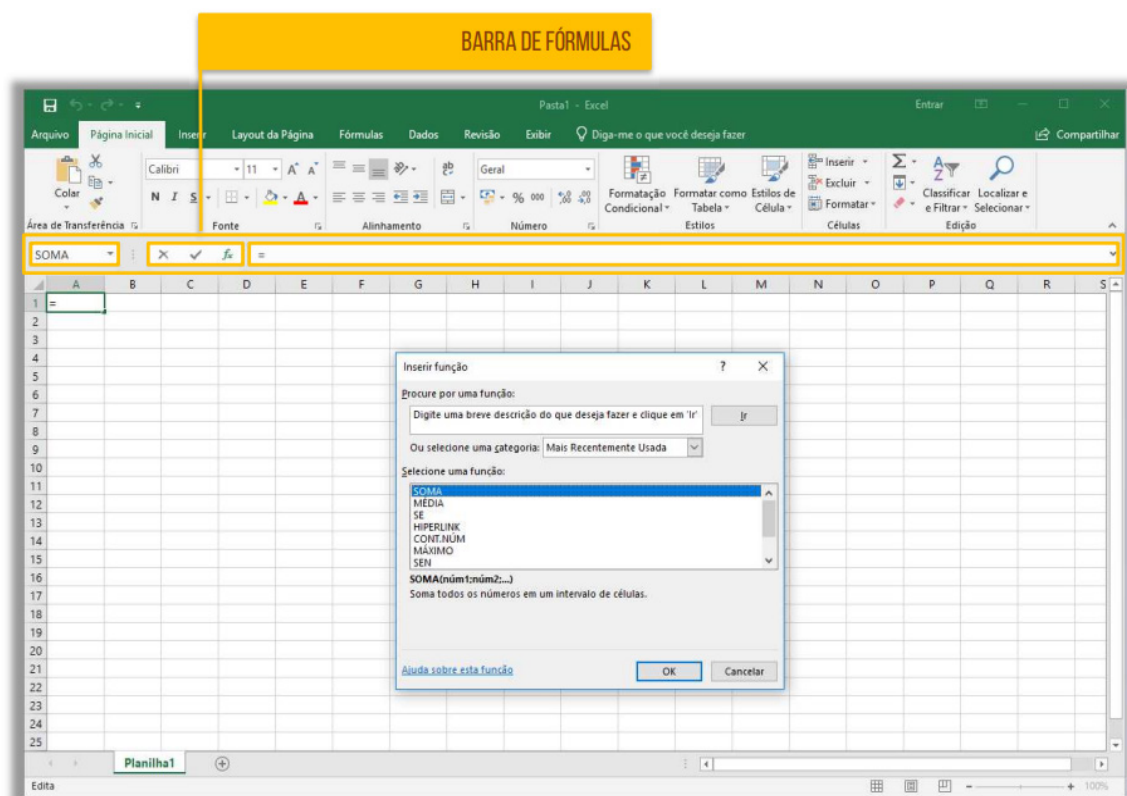 BARRA DE FÓRMULAS
Pasta1 - Excel
Entrar
Arquivo Página Inicial Inserir Layout da Página Fórmulas Dados Revisão Exibir Diga-me o que você deseja fazer Compartilhar
Colar
Calibri 11 A A
N I S A
ab
Geral
% 000
Formatação Condicional
Formatar como Tabela
Estilos de Célula
Inserir
Excluir
Formatar
Σ
Classificar e Filtrar
Localizar e Selecionar
Área de Transferência Fonte Alinhamento Número Estilos Células Edição
SOMA fx =
A B C D E F G H I J K L M N O P Q R S
1 =
2
3
4
5
6
7
8
9
10
11
12
13
14
15
16
17
18
19
20
21
22
23
24
25
Inserir função ? X
Procure por uma função:
Digite uma breve descrição do que deseja fazer e clique em 'Ir' Ir
Ou selecione uma categoria: Mais Recentemente Usada
Selecione uma função:
SOMA
MÉDIA
SE
HIPERLINK
CONT.NÚM
MÁXIMO
SEN
SOMA(núm1;núm2;...)
Soma todos os números em um intervalo de células.
Ajuda sobre esta função OK Cancelar
Planilha1
Edita 100%